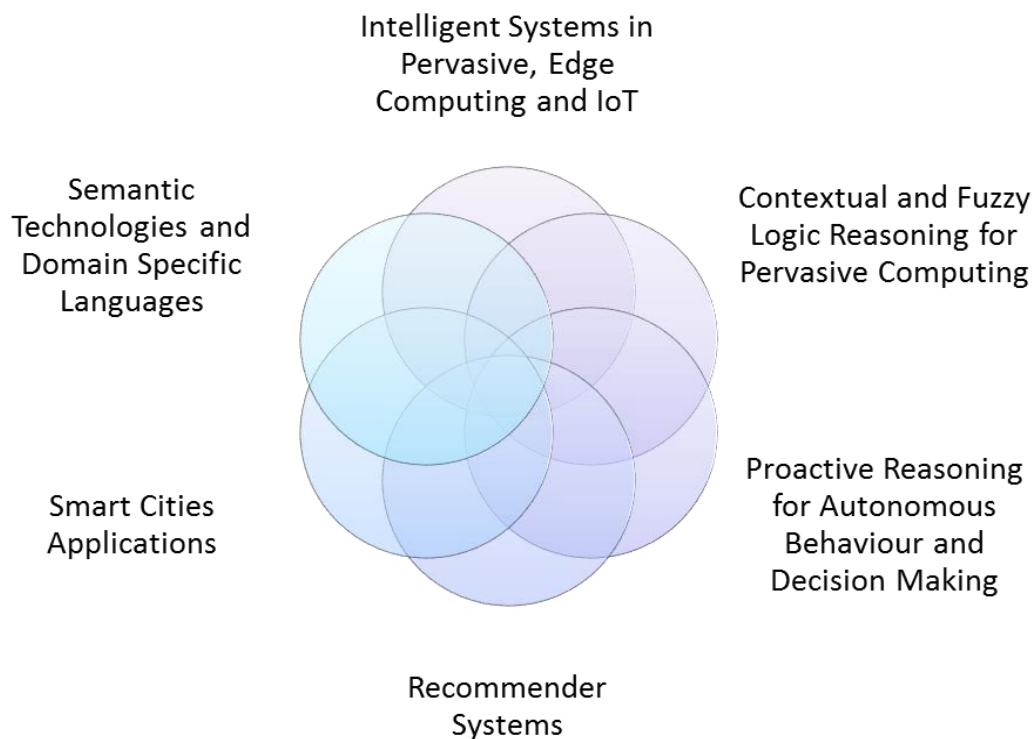 Intelligent Systems in
Pervasive, Edge
Computing and IoT
Semantic
Technologies and
Domain Specific
Languages
Contextual and Fuzzy
Logic Reasoning for
Pervasive Computing
Smart Cities
Applications
Proactive Reasoning
for Autonomous
Behaviour and
Decision Making
Recommender
Systems